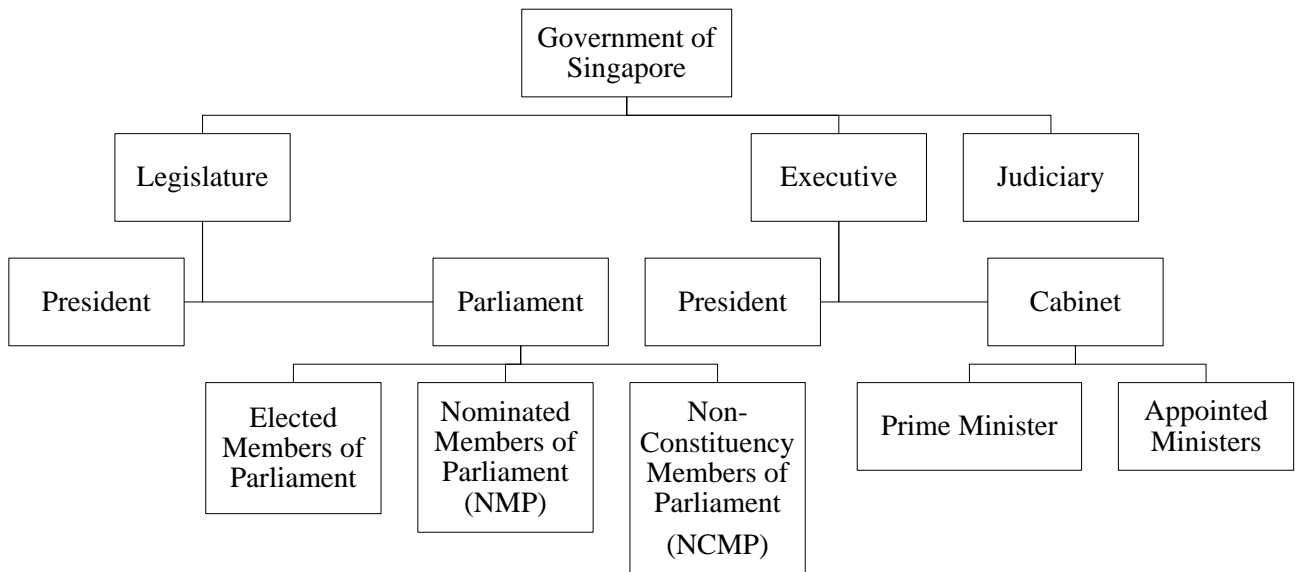 Government of
Singapore
Legislature
Executive
Judiciary
President
Parliament
President
Cabinet
Elected
Members of
Parliament
Nominated
Members of
Parliament
(NMP)
Non-
Constituency
Members of
Parliament
(NCMP)
Prime Minister
Appointed
Ministers